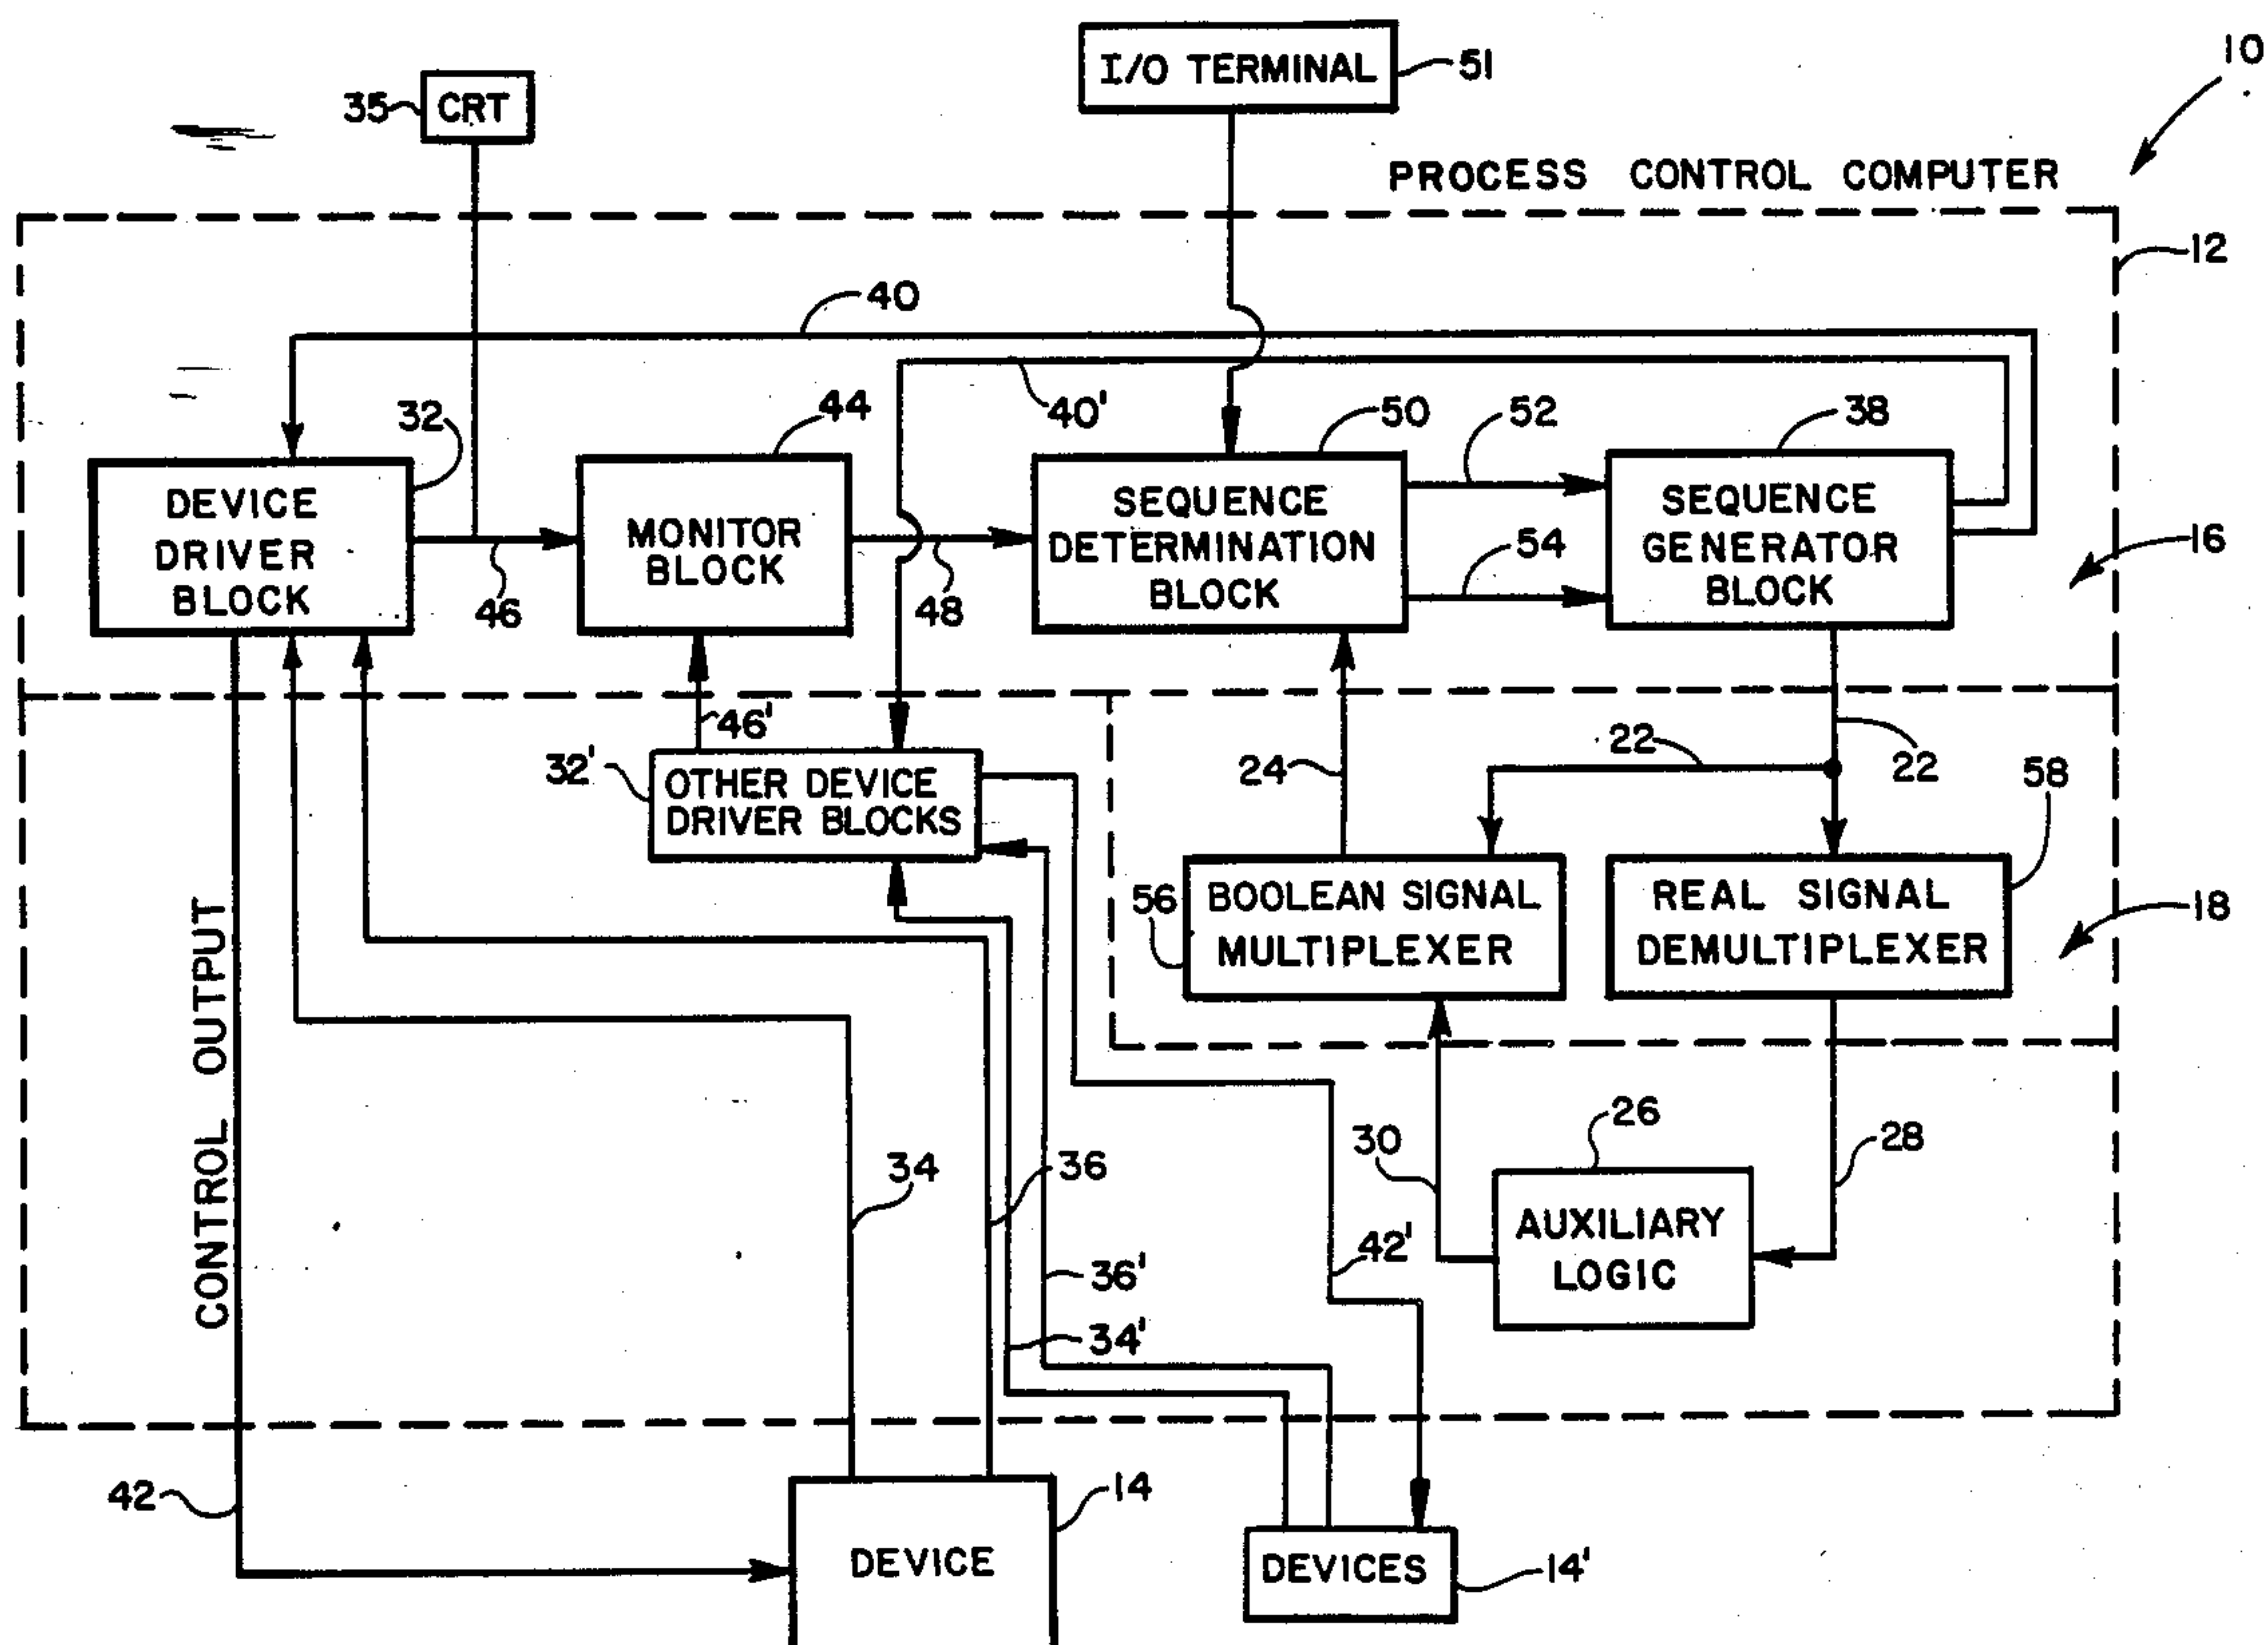 I/O TERMINAL
51
10
35
CRT
PROCESS CONTROL COMPUTER
12
40
40'
32
44
50
52
38
DEVICE
DRIVER
BLOCK
MONITOR
BLOCK
SEQUENCE
DETERMINATION
BLOCK
SEQUENCE
GENERATOR
BLOCK
54
16
46
48
46'
22
22
32'
OTHER DEVICE
DRIVER BLOCKS
24
58
56
BOOLEAN SIGNAL
MULTIPLEXER
REAL SIGNAL
DEMULTIPLEXER
18
CONTROL OUTPUT
26
30
28
34
36
AUXILIARY
LOGIC
42'
36'
34'
42
14
DEVICE
DEVICES
14'